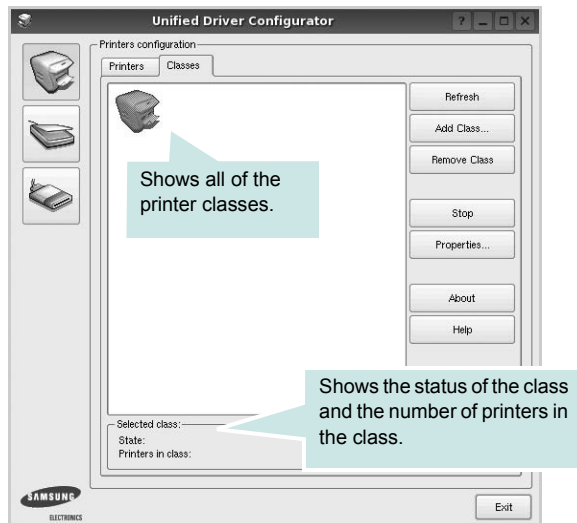 Unified Driver Configurator
Printers configuration
Printers Classes
Refresh
Add Class...
Remove Class
Shows all of the
printer classes.
Stop
Properties...
About
Help
Shows the status of the class
and the number of printers in
the class.
Selected class:
State:
Printers in class:
SAMSUNG
ELECTRONICS
Exit